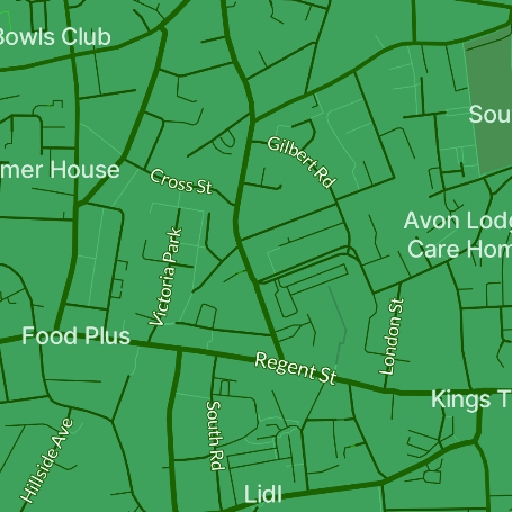 Bowls Club
Sou
Gilbert Rd
mer House
Cross St
Avon Lod
Care Hom
Victoria Park
Food Plus
London St
Regent St
Kings T
South Rd
Hillside Ave
Lidl